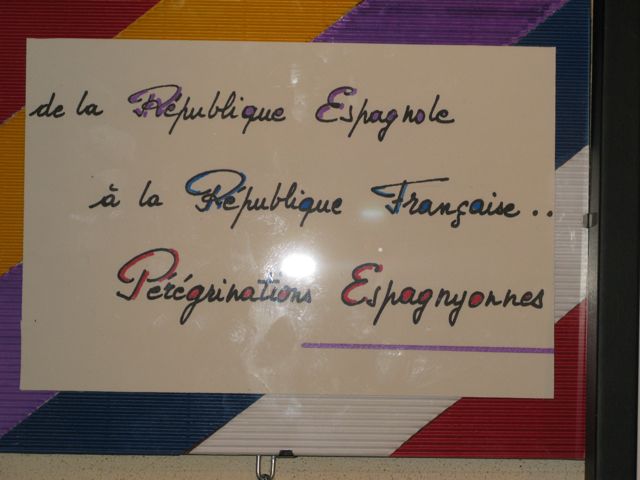 de la République Espagnole
à la République Française..
Pérégrinations Espagnyonnes